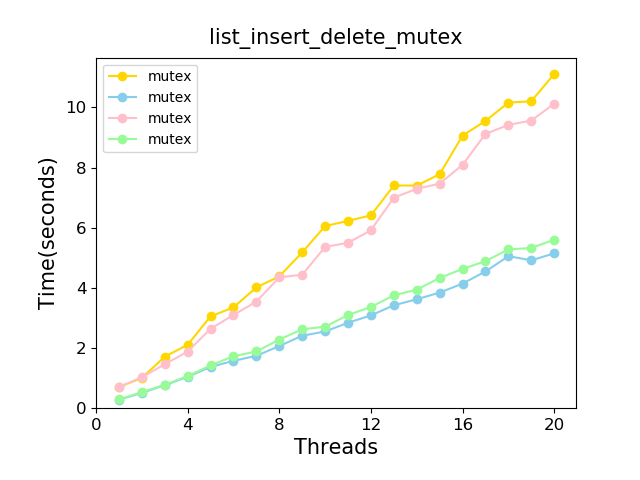 list_insert_delete_mutex
mutex
mutex
mutex
mutex
Time(seconds)
10
8
6
4
2
0
0 4 8 12 16 20
Threads